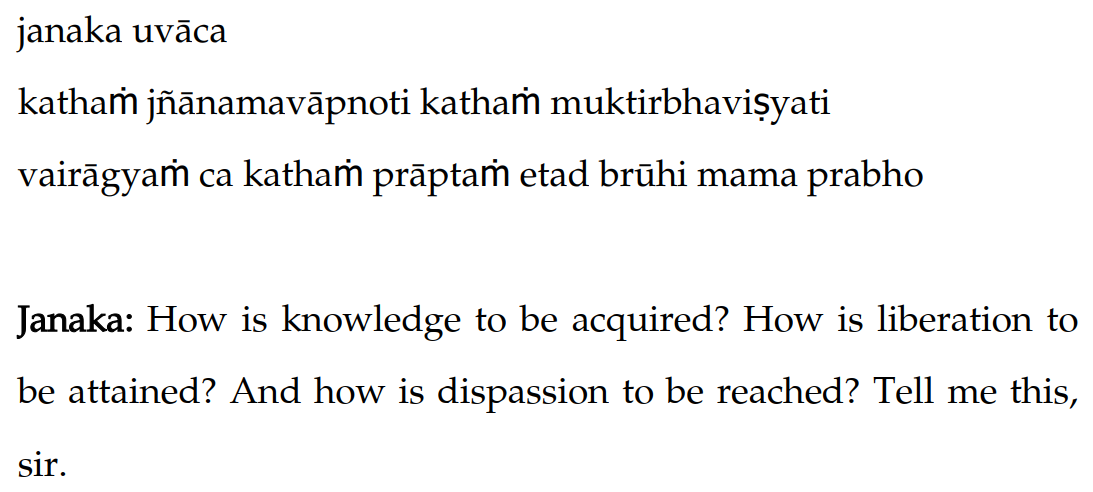 janaka uvāca
kathaṁ jñānamavāpnoti kathaṁ muktirbhaviṣyati
vairāgyaṁ ca kathaṁ prāptaṁ etad brūhi mama prabho
Janaka: How is knowledge to be acquired? How is liberation to
be attained? And how is dispassion to be reached? Tell me this,
sir.